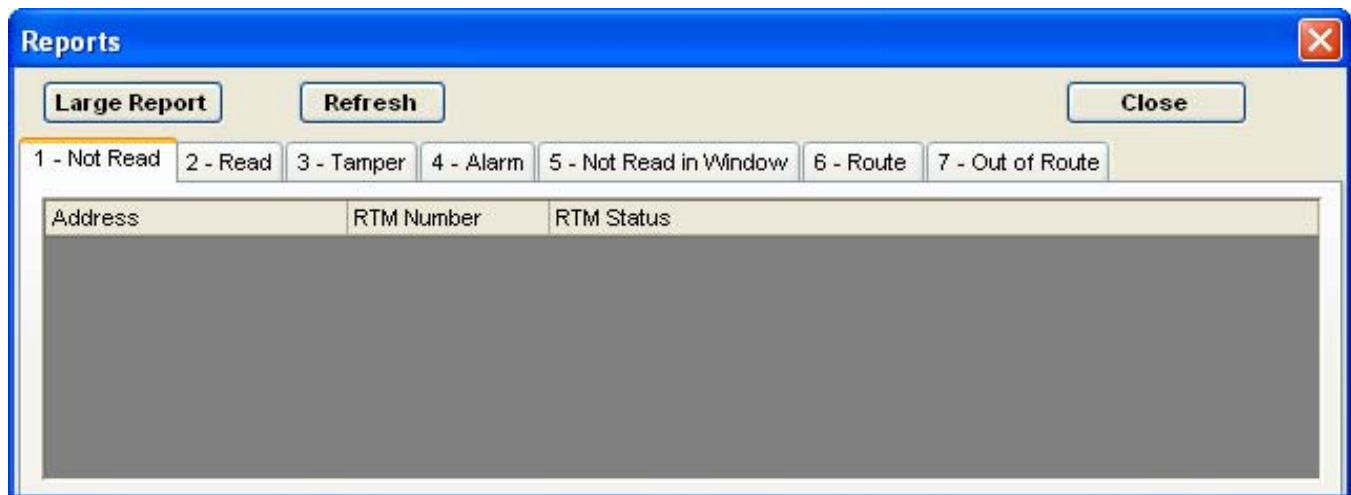 Reports
Large Report Refresh Close
1 - Not Read 2 - Read 3 - Tamper 4 - Alarm 5 - Not Read in Window 6 - Route 7 - Out of Route
Address RTM Number RTM Status